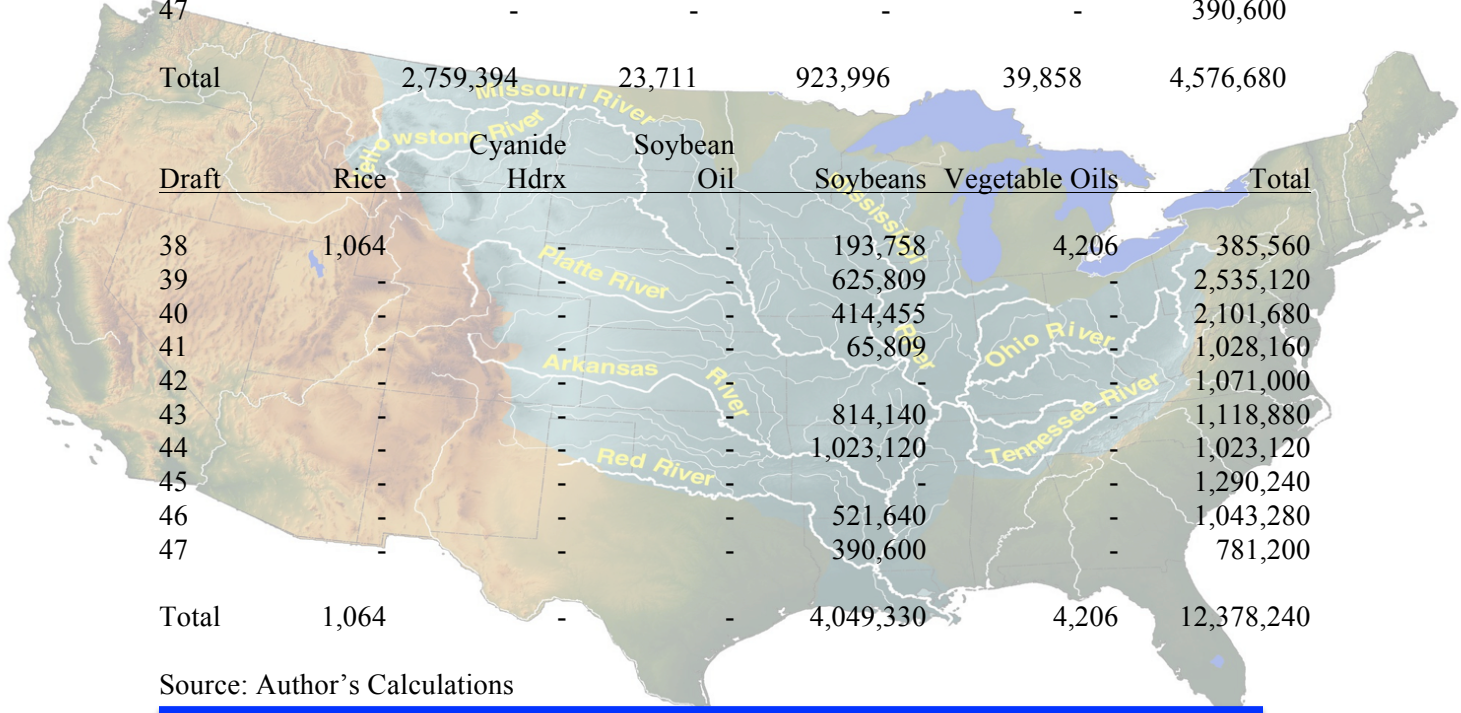 47 - - - - - 390,600
Total 2,759,394 23,711 923,996 39,858 4,576,680
Missouri River
wstone River
Cyanide Soybean
Draft Rice Hdrx Oil Soybeans Vegetable Oils Total
Mississippi
38 1,064 - - 193,758 4,206 385,560
Platte River
39 - - - 625,809 - 2,535,120
40 - - - 414,455 - 2,101,680
River
Ohio River
41 - - - 65,809 - 1,028,160
Arkansas River
42 - - - - - 1,071,000
43 - - - 814,140 - 1,118,880
Tennessee River
44 - - - 1,023,120 - 1,023,120
Red River
45 - - - - - 1,290,240
46 - - - 521,640 - 1,043,280
47 - - - 390,600 - 781,200
Total 1,064 - - 4,049,330 4,206 12,378,240
Source: Author’s Calculations